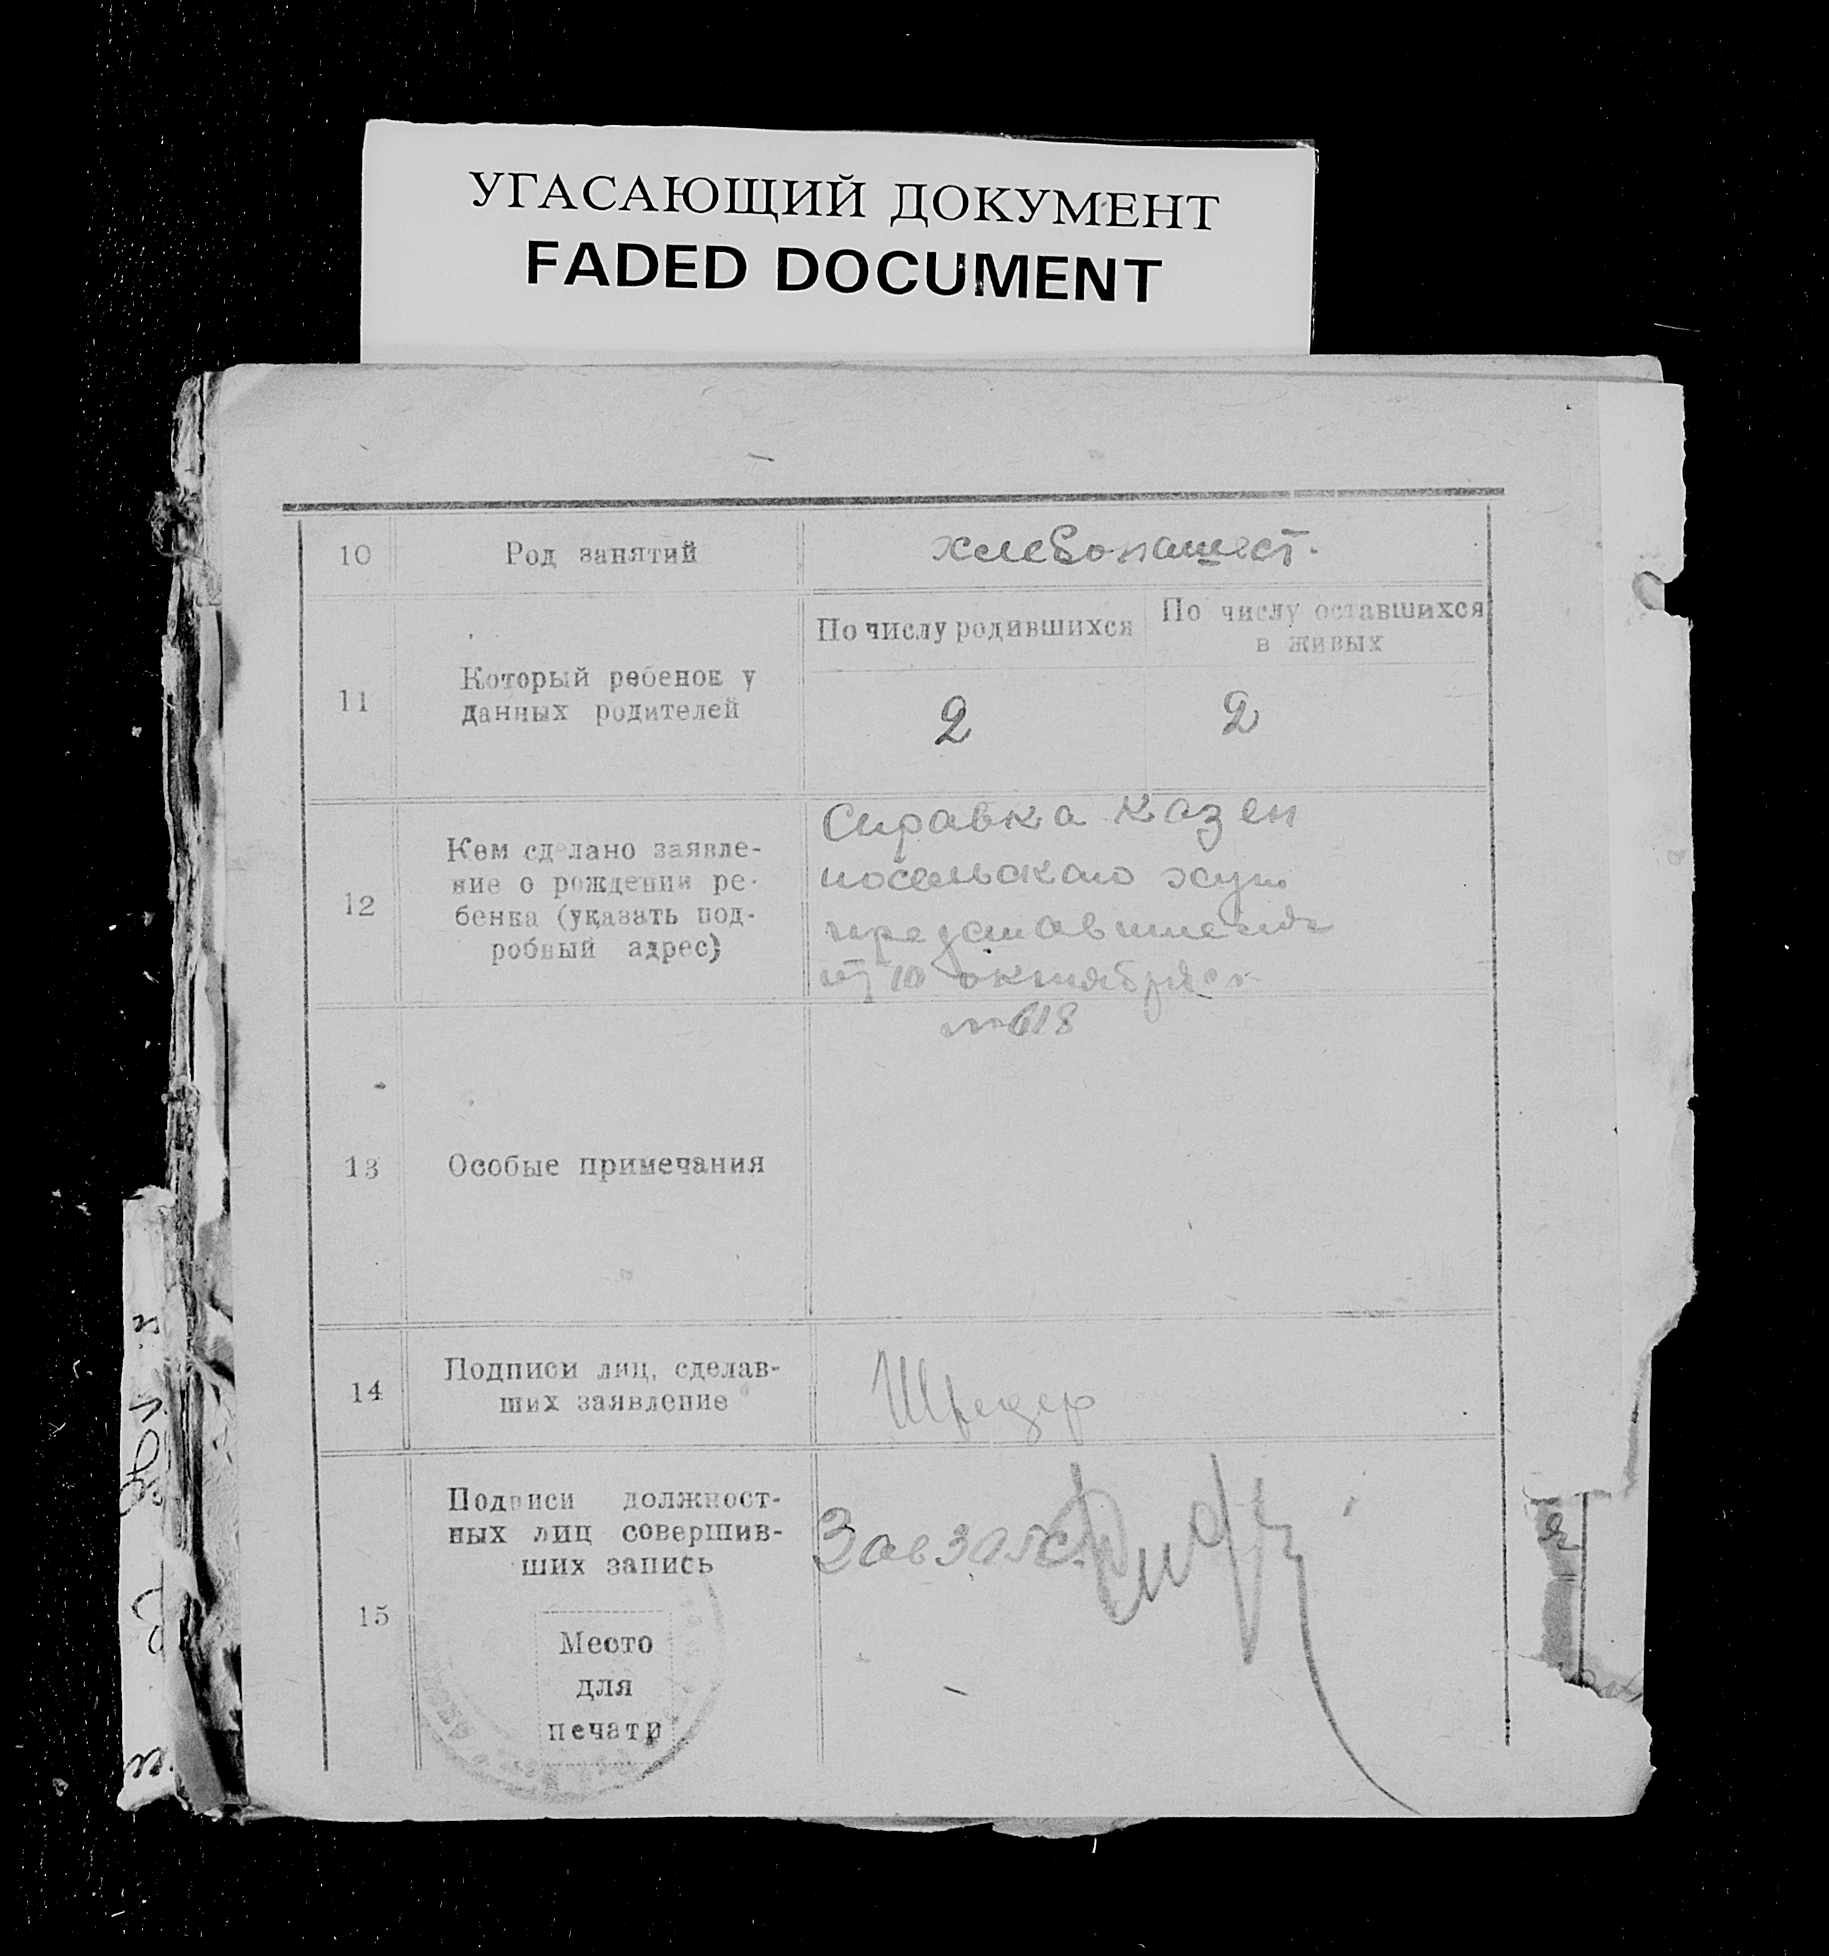 УГАСАЮЩИЙ ДОКУМЕНТ
FADED DOCUMENT
10 Род занятий хлебопашест.
По числу родившихся
По числу оставшихся
в живых
11
Который ребенок у
данных родителей
2 2
12
Кем сделано заявле-
ние о рождении ре-
бенка (указать под-
робный адрес)
Справка Казен
представленна
от 10 октября
№618
13 Особые примечания
14
Подписи лиц, сделав-
ших заявление
Шредер
15
Подписи должност-
ных лиц совершив-
ших запись
Завзагс
Место
для
печати